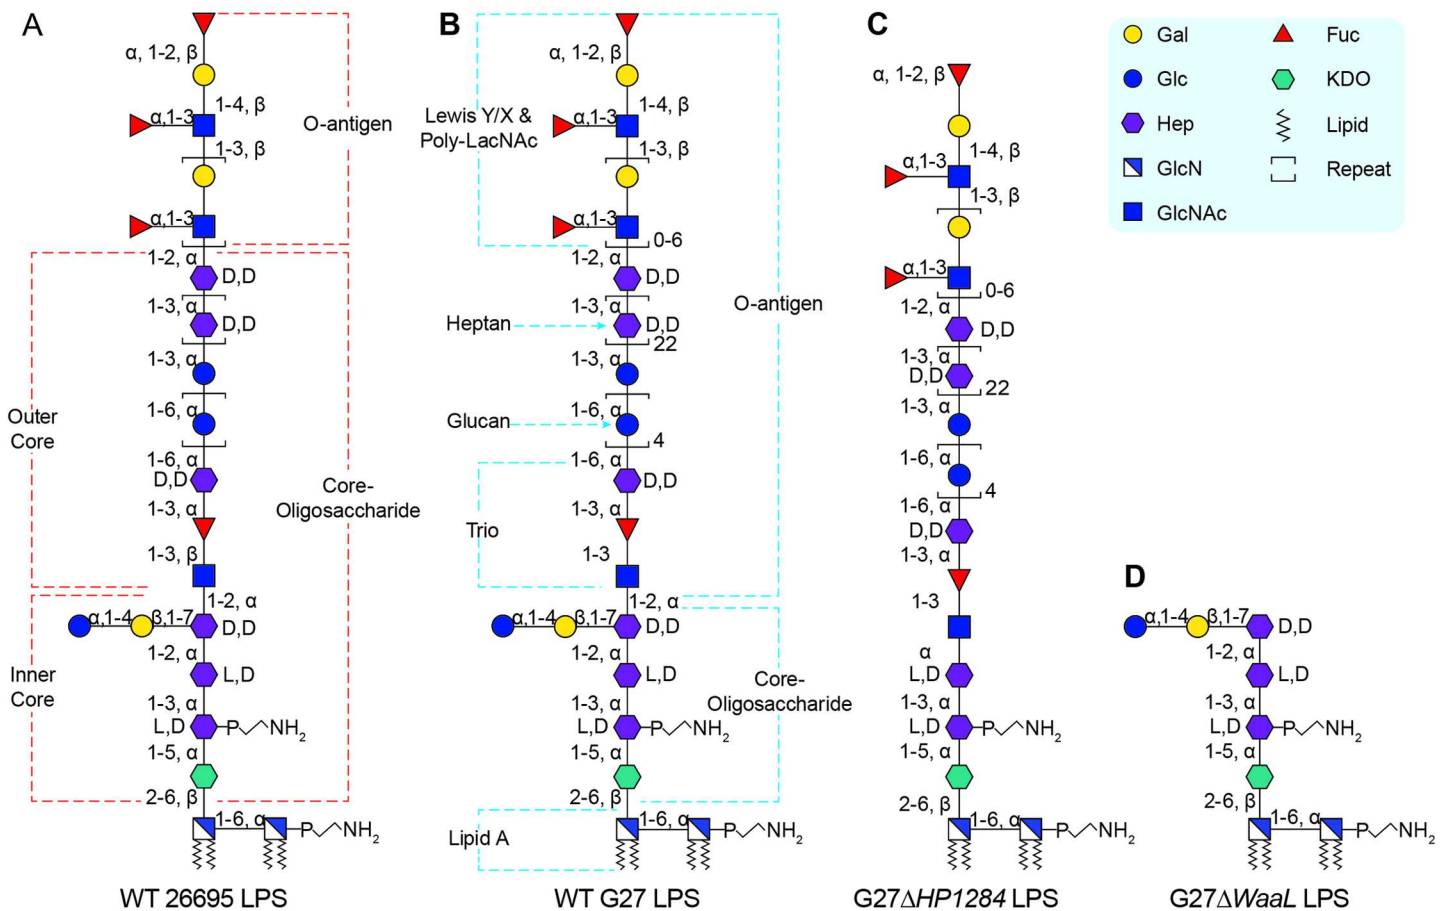 A
α, 1-2, β
1-4, β
α,1-3
1-3, β
α,1-3
O-antigen
1-2, α
D,D
1-3, α
D,D
1-3, α
1-6, α
1-6, α
D,D
1-3, α
1-3, β
Outer
Core
Core-
Oligosaccharide
1-2, α
α,1-4
β,1-7
D,D
1-2, α
L,D
Inner
Core
1-3, α
L,D
P
NH2
1-5, α
2-6, β
1-6, α
P
NH2
WT 26695 LPS
B
α, 1-2, β
Lewis Y/X &
Poly-LacNAc
1-4, β
α,1-3
1-3, β
α,1-3
0-6
1-2, α
D,D
1-3, α
Heptan
D,D
22
O-antigen
1-3, α
1-6, α
Glucan
4
1-6, α
D,D
1-3, α
Trio
1-3
1-2, α
α,1-4
β,1-7
D,D
1-2, α
L,D
Core-
Oligosaccharide
1-3, α
L,D
P
NH2
1-5, α
2-6, β
Lipid A
1-6, α
P
NH2
WT G27 LPS
C
α, 1-2, β
1-4, β
α,1-3
1-3, β
α,1-3
0-6
1-2, α
D,D
1-3, α
D,D
22
1-3, α
1-6, α
4
1-6, α
D,D
1-3, α
1-3
α
L,D
1-3, α
L,D
P
NH2
1-5, α
2-6, β
1-6, α
P
NH2
G27ΔHP1284 LPS
D
α,1-4
β,1-7
D,D
1-2, α
L,D
1-3, α
L,D
P
NH2
1-5, α
2-6, β
1-6, α
P
NH2
G27ΔWaaL LPS
Gal
Fuc
Glc
KDO
Hep
Lipid
GlcN
Repeat
GlcNAc